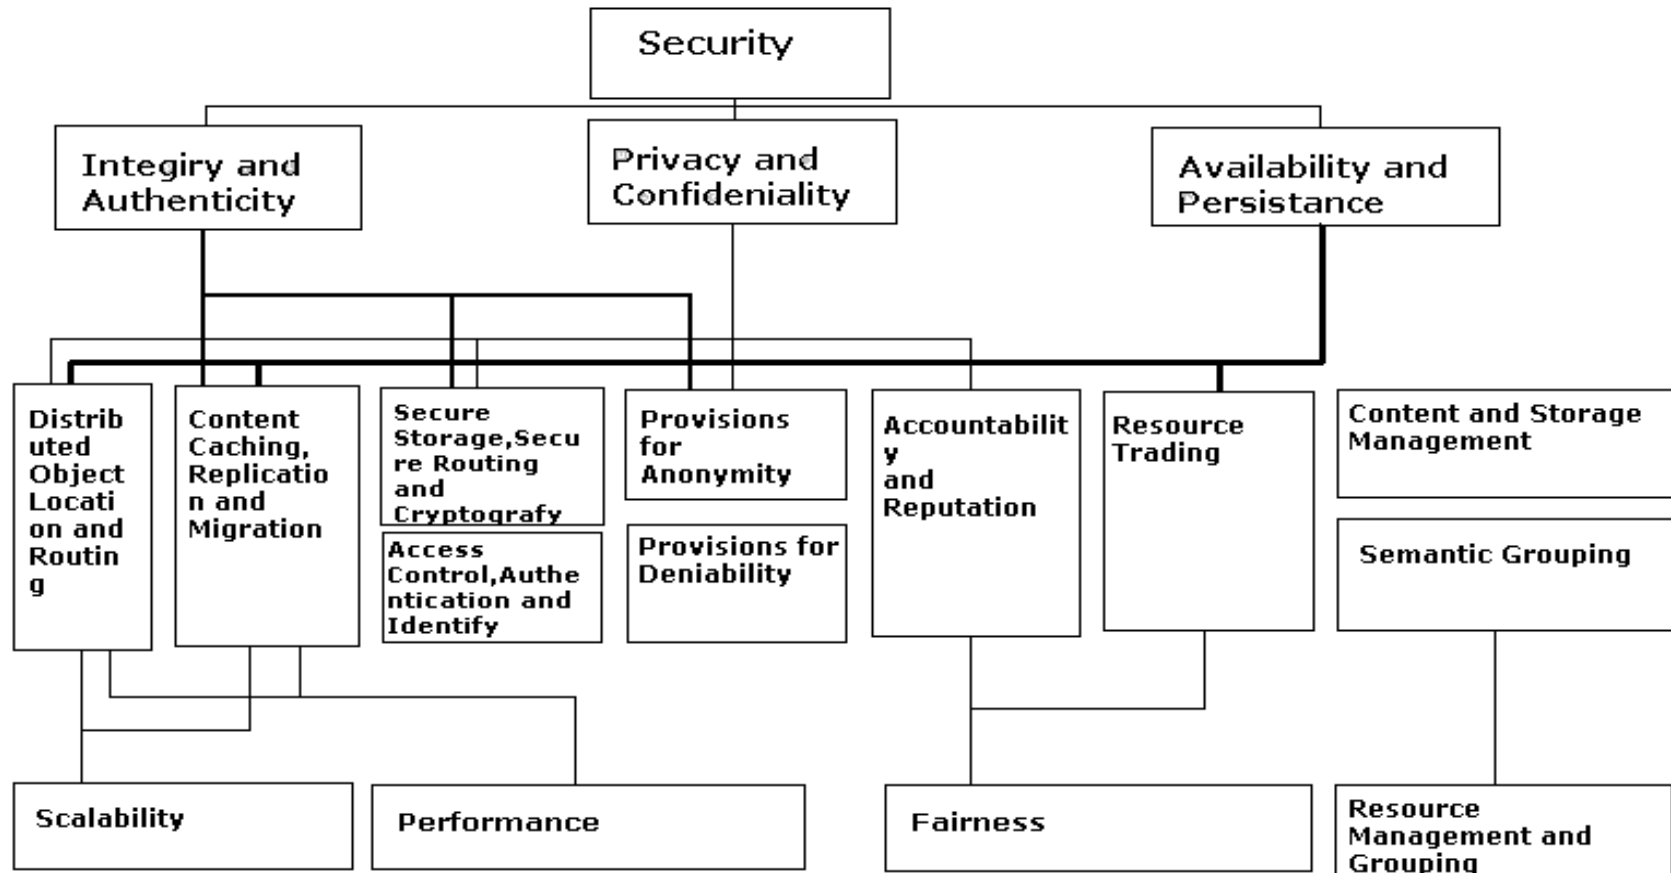 Security
Integiry and
Authenticity
Privacy and
Confideniality
Availability and
Persistance
Distrib
uted
Object
Locati
on and
Routin
g
Content
Caching,
Replicatio
n and
Migration
Secure
Storage,Secu
re Routing
and
Cryptografy
Access
Control,Authe
ntication and
Identify
Provisions
for
Anonymity
Provisions for
Deniability
Accountabilit
y
and
Reputation
Resource
Trading
Content and Storage
Management
Semantic Grouping
Scalability
Performance
Fairness
Resource
Management and
Grouping